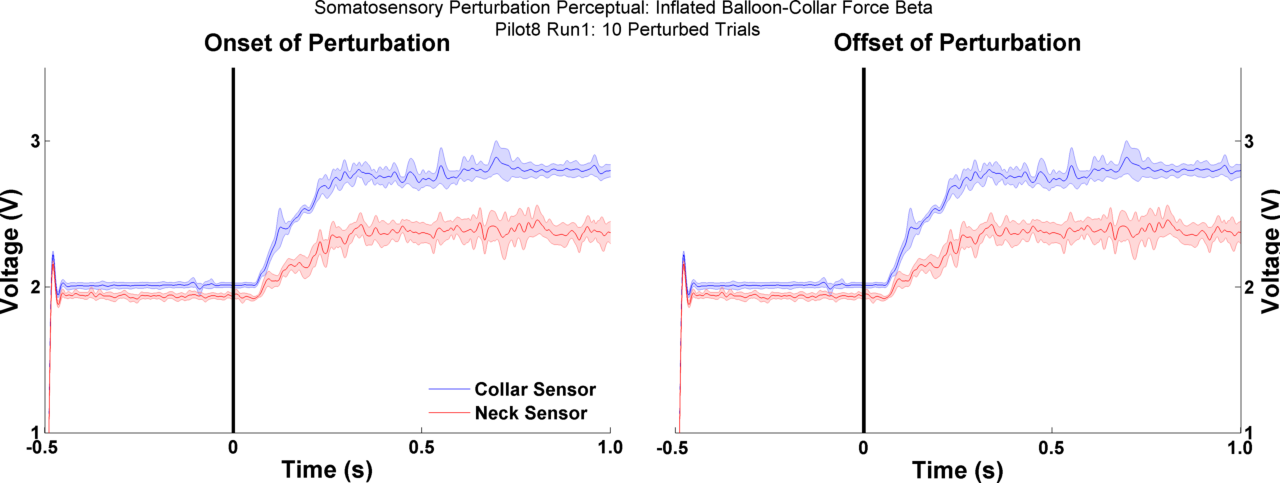 Somatosensory Perturbation Perceptual: Inflated Balloon-Collar Force Beta
Pilot8 Run1: 10 Perturbed Trials
Onset of Perturbation
Voltage (V)
3
2
1
-0.5
0
0.5
1.0
Time (s)
Collar Sensor
Neck Sensor
Offset of Perturbation
-0.5
0
0.5
1.0
Time (s)
3
2
1
Voltage (V)